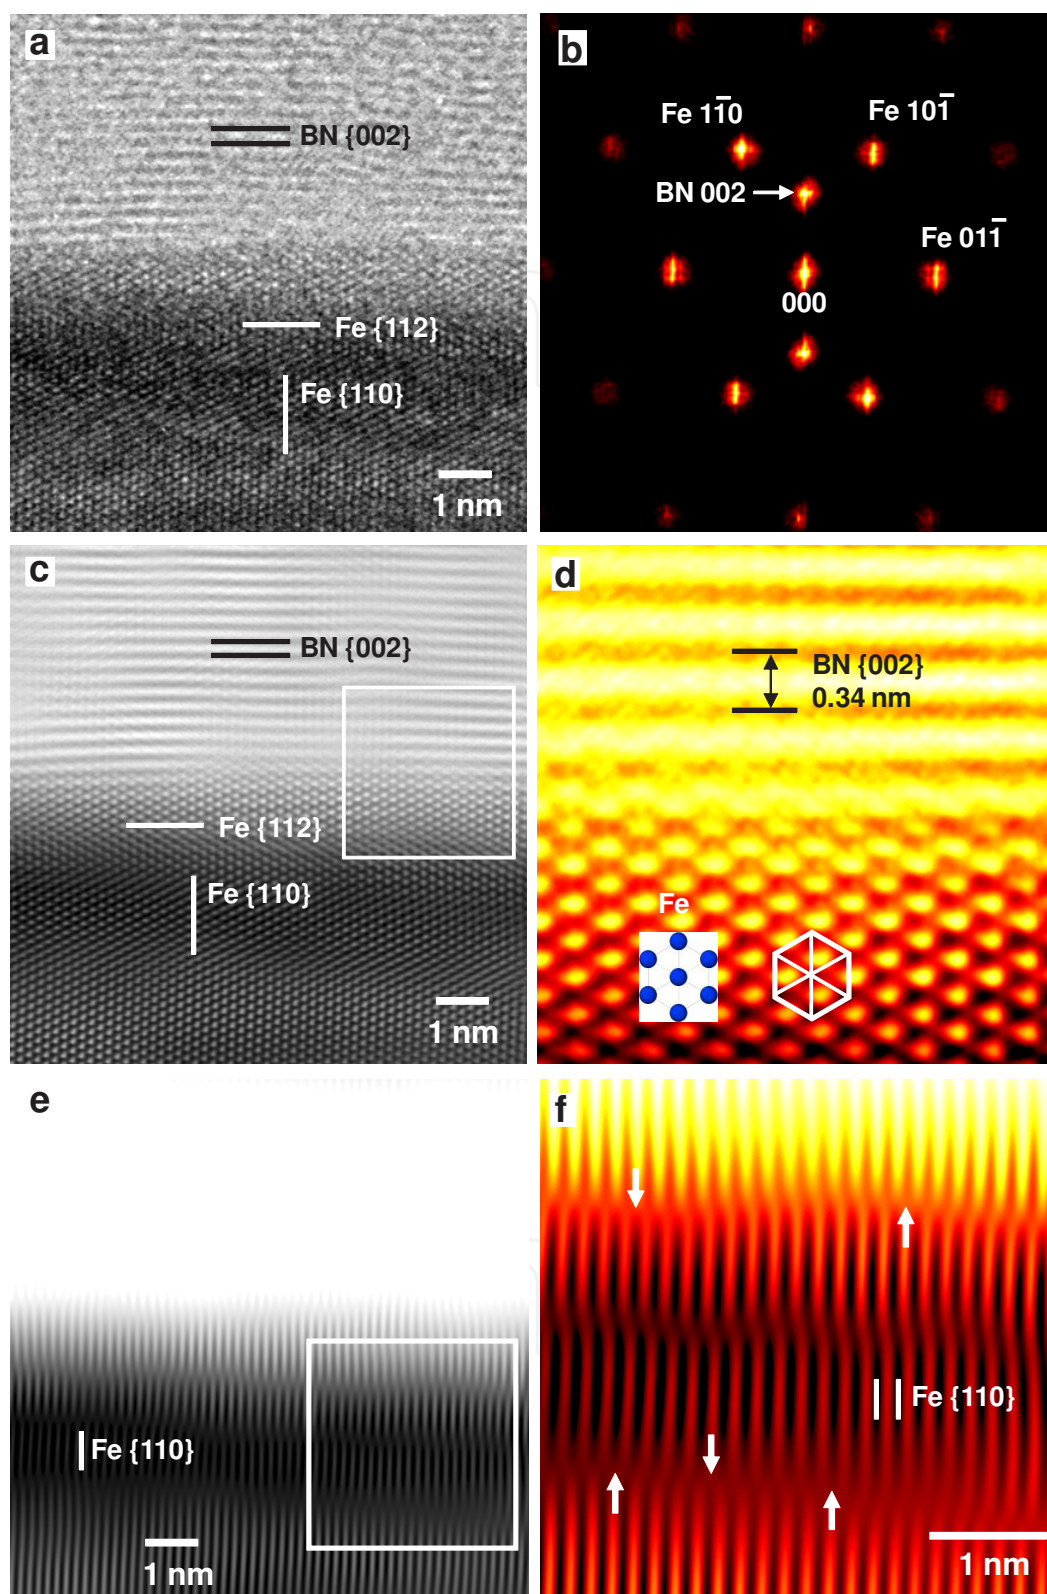 a
BN {002}
Fe {112}
Fe {110}
1 nm
b
Fe 11̅0
Fe 101̅
BN 002
Fe 011̅
000
c
BN {002}
Fe {112}
Fe {110}
1 nm
d
BN {002}
0.34 nm
Fe
e
Fe {110}
1 nm
f
Fe {110}
1 nm